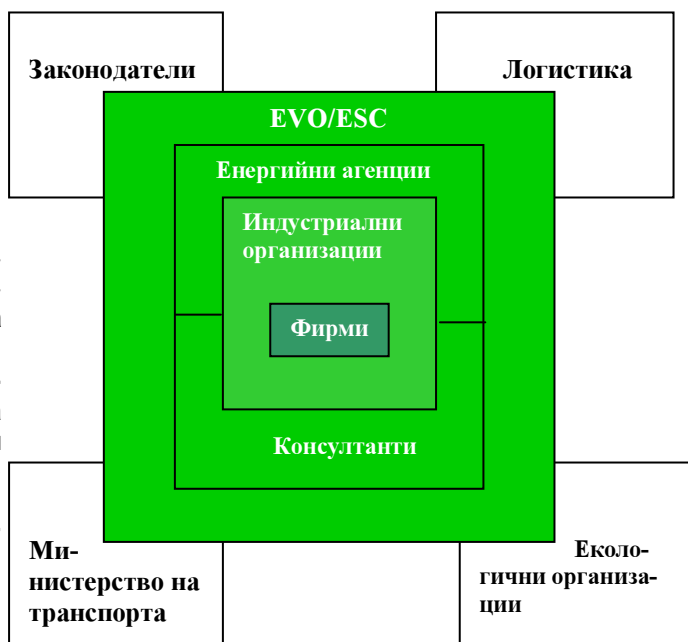 Законодатели
Логистика
EVO/ESC
Енергийни агенции
Индустриални
организации
Фирми
Консултанти
Ми-
нистерство на
транспорта
Еколо-
гични организа-
ции